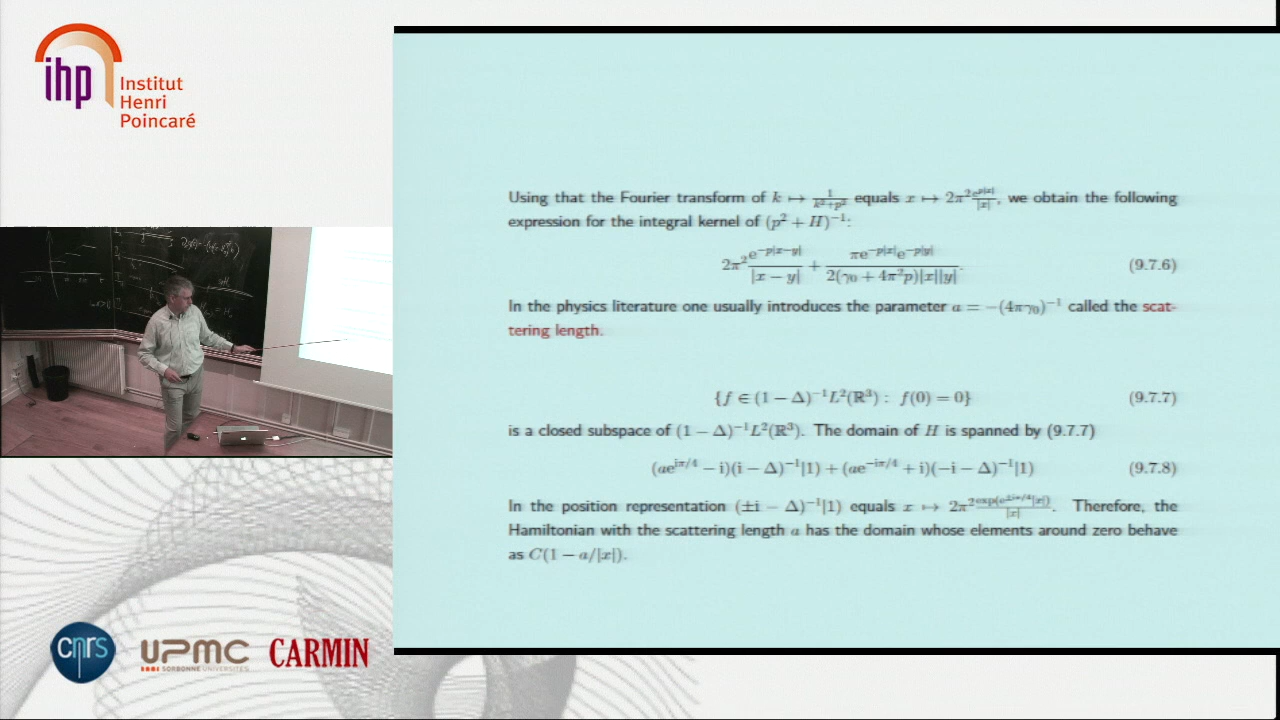 ihp Institut
Henri
Poincaré
Using that the Fourier transform of k ↦ 1/(k²+p²) equals x ↦ 2π² e^{p|x|}/|x|, we obtain the following
expression for the integral kernel of (p² + H)⁻¹:
2π² e^{-p|x-y|}/|x − y| + πe^{-p|x|}e^{-p|y|}/(2(γ₀ + 4π²p)|x||y|). (9.7.6)
In the physics literature one usually introduces the parameter a = −(4πγ₀)⁻¹ called the scat-
tering length.
{f ∈ (1 − Δ)⁻¹L²(ℝ³) : f(0) = 0} (9.7.7)
is a closed subspace of (1 − Δ)⁻¹L²(ℝ³). The domain of H is spanned by (9.7.7)
(ae^{iπ/4} − i)(i − Δ)⁻¹|1) + (ae^{-iπ/4} + i)(−i − Δ)⁻¹|1) (9.7.8)
In the position representation (±i − Δ)⁻¹|1) equals x ↦ 2π² exp(e^{±iπ/4}|x|)/|x|. Therefore, the
Hamiltonian with the scattering length a has the domain whose elements around zero behave
as C(1 − a/|x|).
cnrs UPMC CARMIN
SORBONNE UNIVERSITÉS